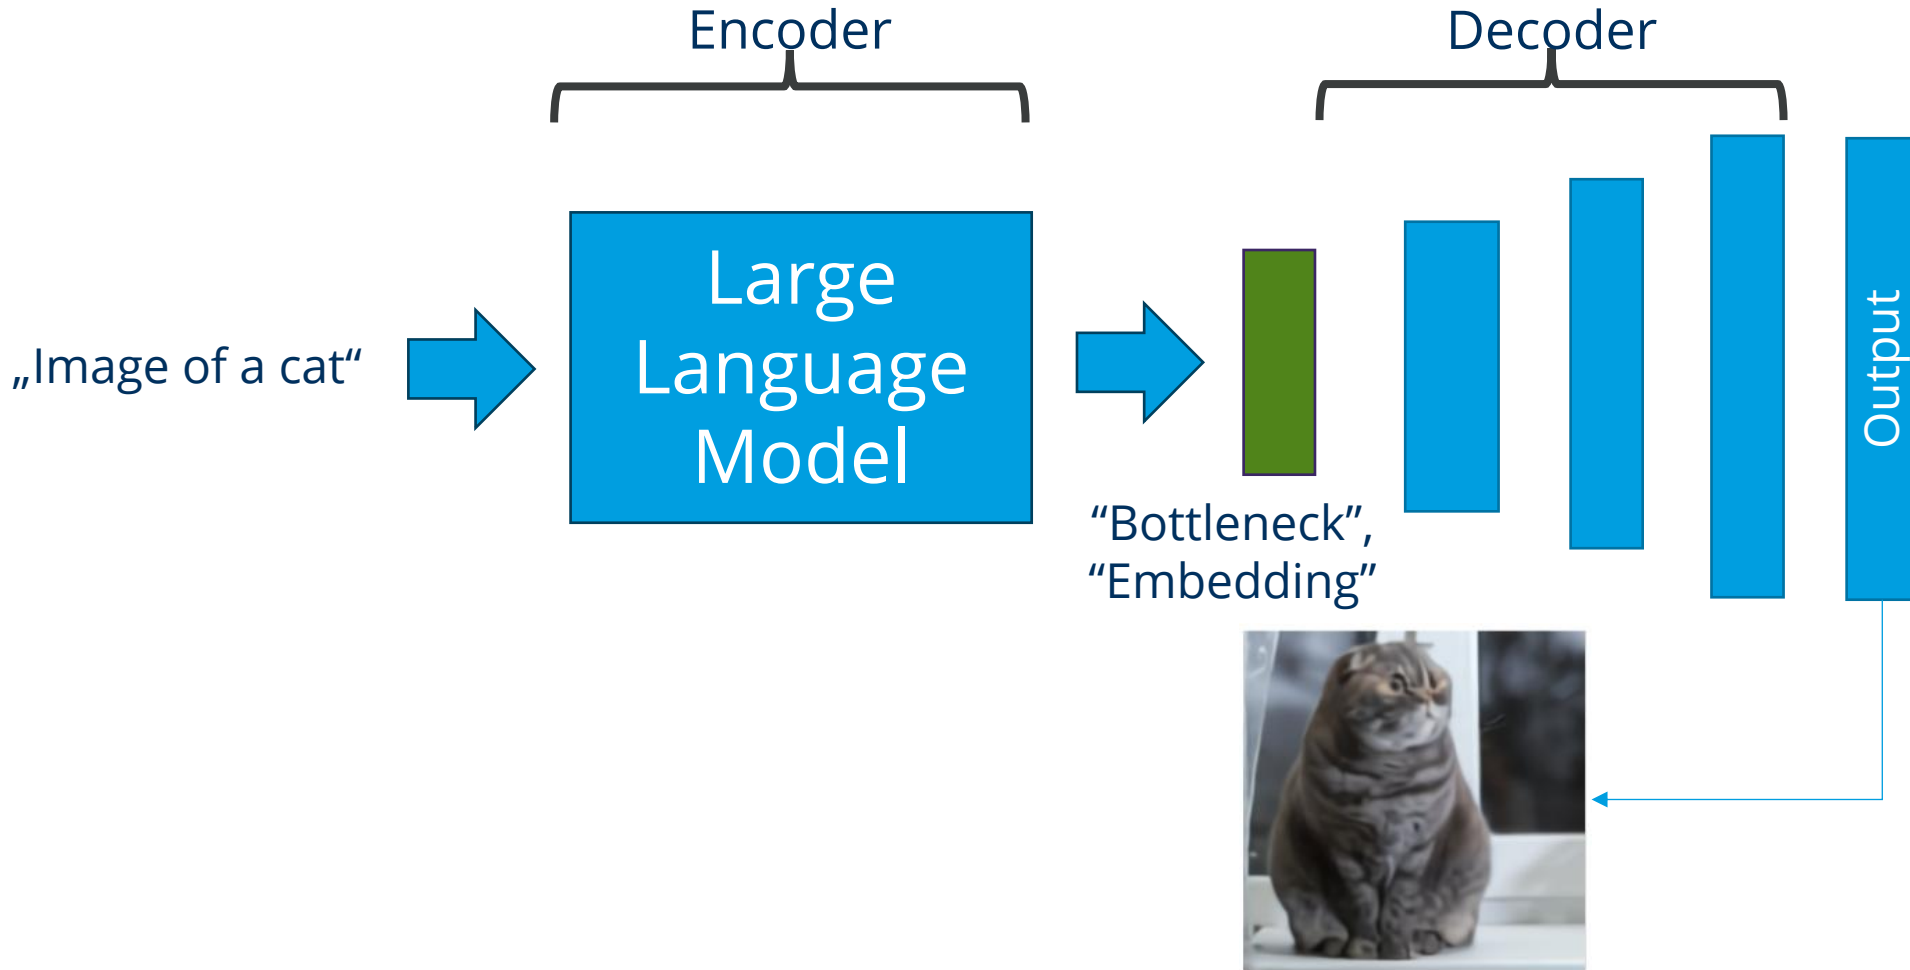 Encoder
Decoder
„Image of a cat“
Large
Language
Model
“Bottleneck”,
“Embedding”
Output